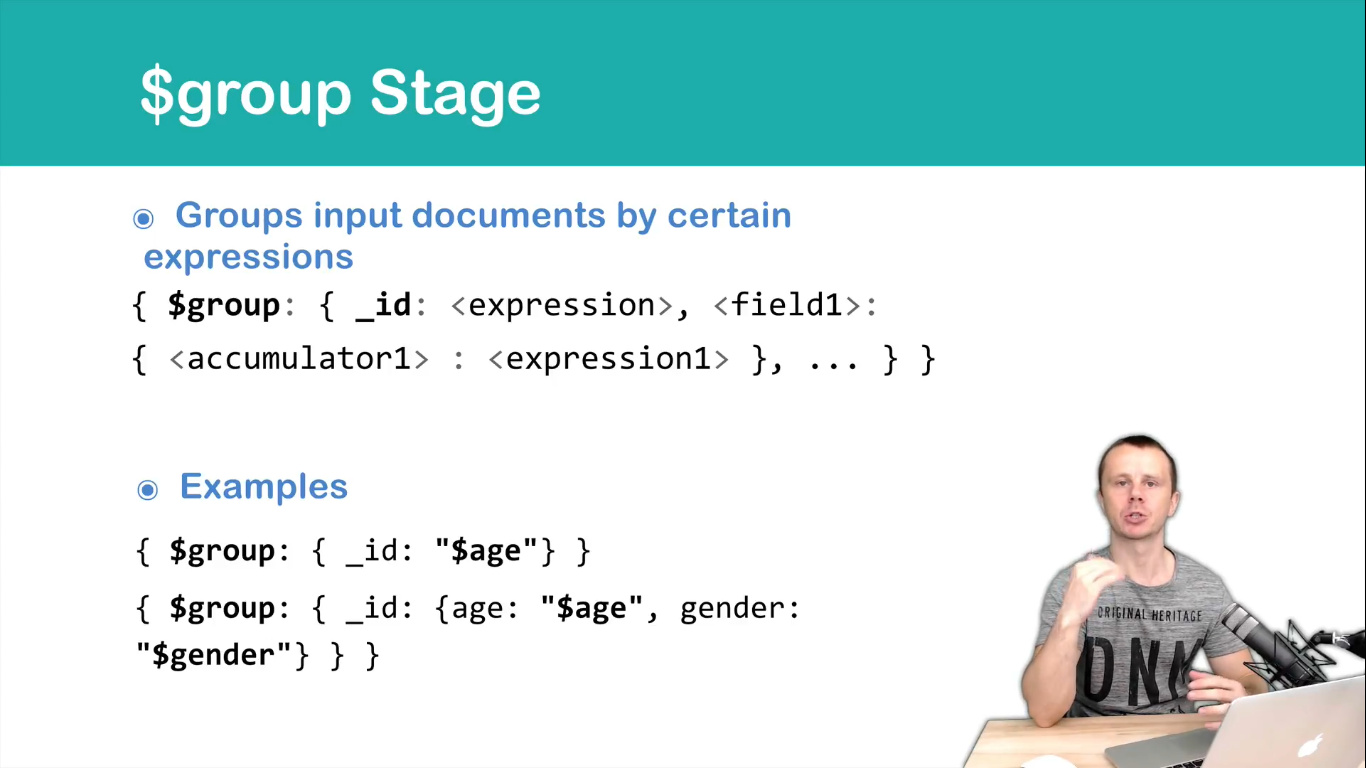 $group Stage
Groups input documents by certain
expressions
{ $group: { _id: <expression>, <field1>:
{ <accumulator1> : <expression1> }, ... } }
Examples
{ $group: { _id: "$age"} }
{ $group: { _id: {age: "$age", gender:
"$gender"} } }
ORIGINAL HERITAGE
DNM